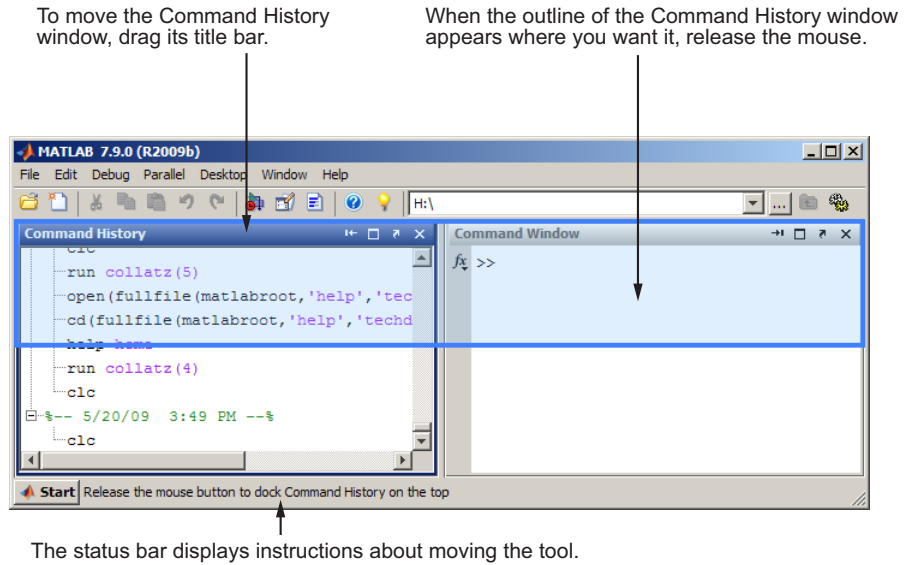 To move the Command History
window, drag its title bar.
When the outline of the Command History window
appears where you want it, release the mouse.
MATLAB 7.9.0 (R2009b)
File Edit Debug Parallel Desktop Window Help
H:\
...
Command History
clc
run collatz(5)
open(fullfile(matlabroot,'help','tec
cd(fullfile(matlabroot,'help','techd
help home
run collatz(4)
clc
%-- 5/20/09 3:49 PM --%
clc
Command Window
fx >>
Start Release the mouse button to dock Command History on the top
The status bar displays instructions about moving the tool.